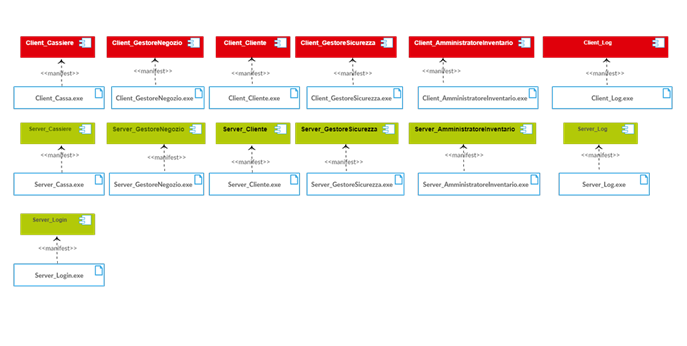 Client_Cassiere Client_GestoreNegozio Client_Cliente Client_GestoreSicurezza Client_AmministratoreInventario Client_Log
<<manifest>> <<manifest>> <<manifest>> <<manifest>> <<manifest>> <<manifest>>
Client_Cassa.exe Client_GestoreNegozio.exe Client_Cliente.exe Client_GestoreSicurezza.exe Client_AmministratoreInventario.exe Client_Log.exe
Server_Cassiere Server_GestoreNegozio Server_Cliente Server_GestoreSicurezza Server_AmministratoreInventario Server_Log
<<manifest>> <<manifest>> <<manifest>> <<manifest>> <<manifest>> <<manifest>>
Server_Cassa.exe Server_GestoreNegozio.exe Server_Cliente.exe Server_GestoreSicurezza.exe Server_AmministratoreInventario.exe Server_Log.exe
Server_Login
<<manifest>>
Server_Login.exe